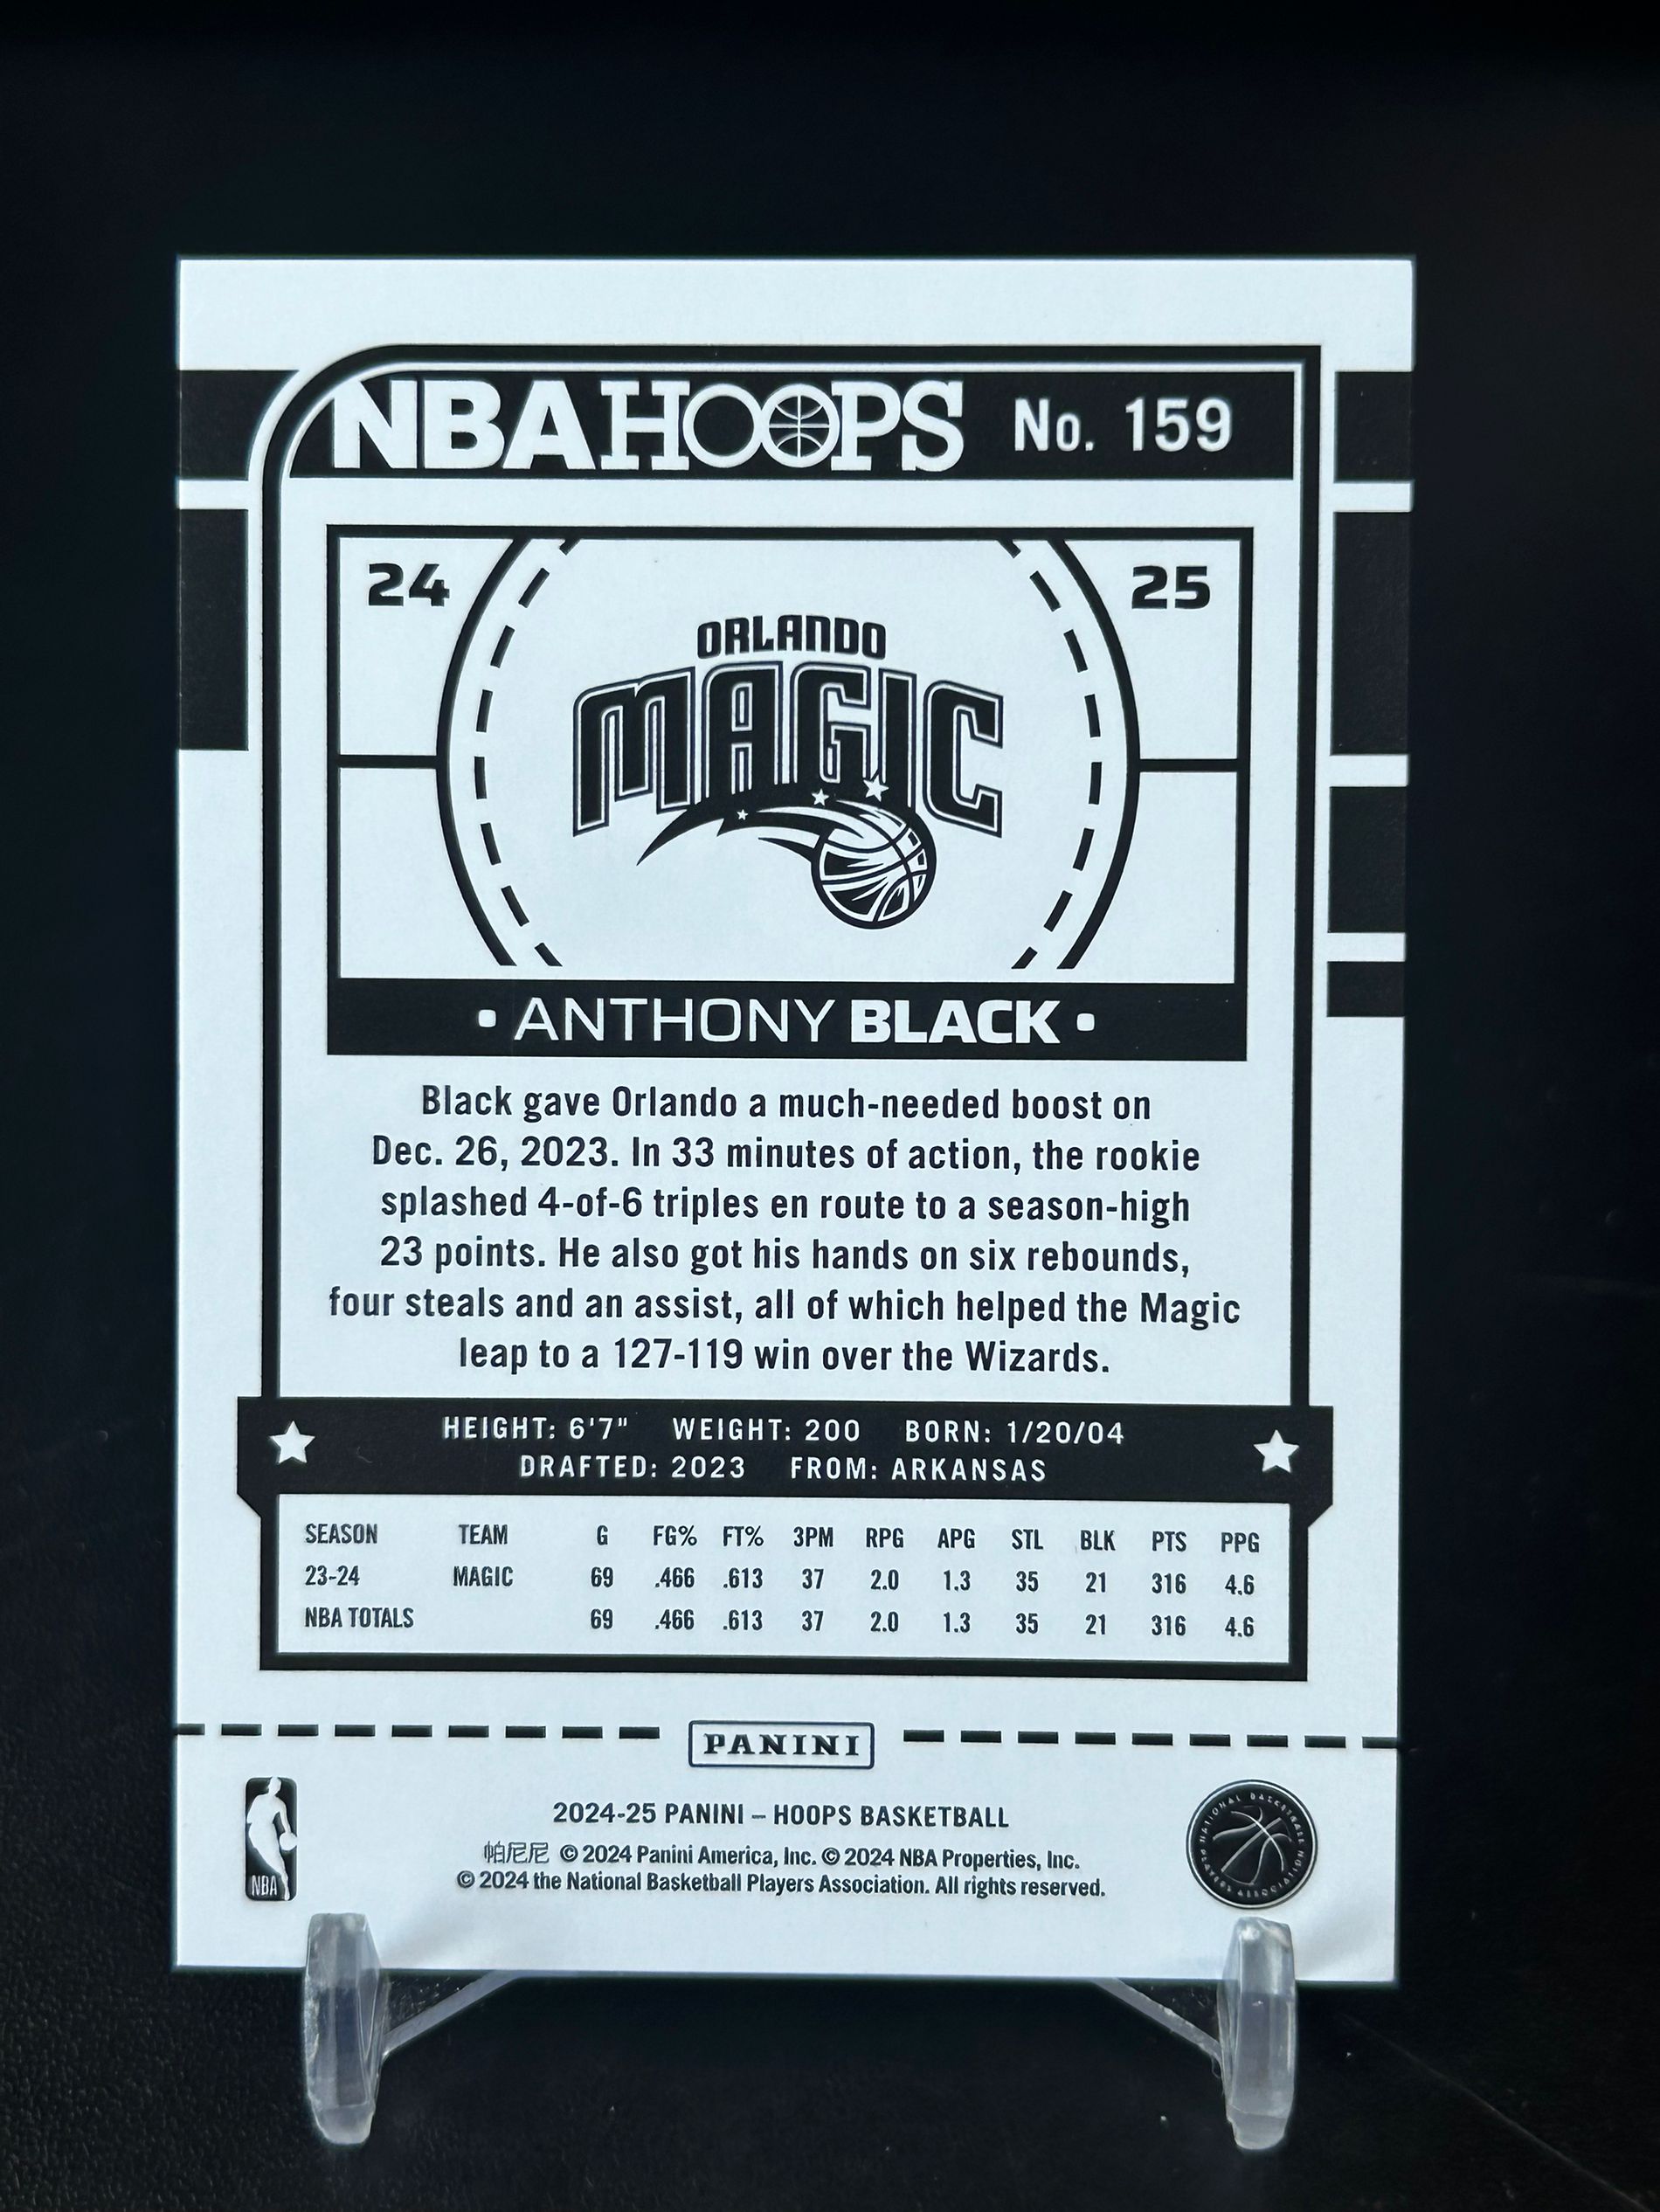 NBA HOOPS No. 159
24 25
ORLANDO
MAGIC
• ANTHONY BLACK •
Black gave Orlando a much-needed boost on
Dec. 26, 2023. In 33 minutes of action, the rookie
splashed 4-of-6 triples en route to a season-high
23 points. He also got his hands on six rebounds,
four steals and an assist, all of which helped the Magic
leap to a 127-119 win over the Wizards.
HEIGHT: 6'7" WEIGHT: 200 BORN: 1/20/04
DRAFTED: 2023 FROM: ARKANSAS
SEASON TEAM G FG% FT% 3PM RPG APG STL BLK PTS PPG
23-24 MAGIC 69 .466 .613 37 2.0 1.3 35 21 316 4.6
NBA TOTALS 69 .466 .613 37 2.0 1.3 35 21 316 4.6
PANINI
2024-25 PANINI – HOOPS BASKETBALL
帕尼尼 © 2024 Panini America, Inc. © 2024 NBA Properties, Inc.
© 2024 the National Basketball Players Association. All rights reserved.
NBA
NATIONAL BASKETBALL PLAYERS ASSOCIATION